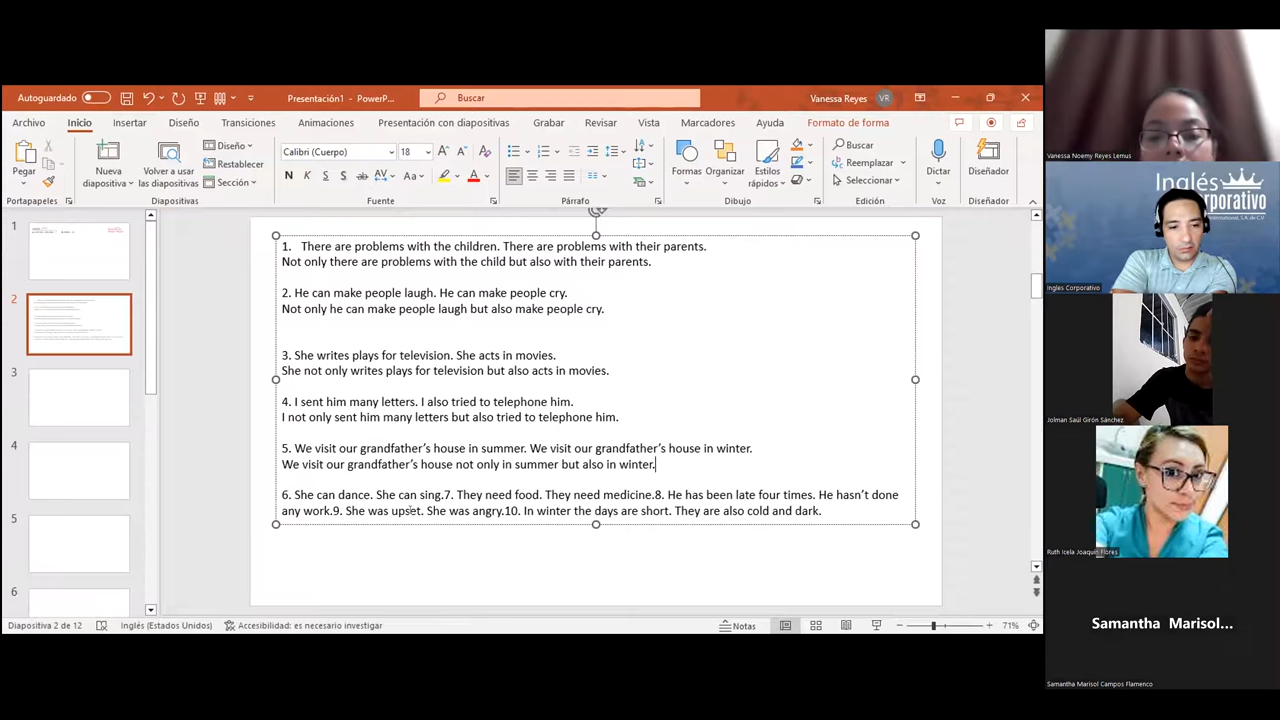 Autoguardado
Presentación1 - PowerP...
Buscar
Vanessa Reyes
VR
Archivo
Inicio
Insertar
Diseño
Transiciones
Animaciones
Presentación con diapositivas
Grabar
Revisar
Vista
Marcadores
Ayuda
Formato de forma
Pegar
Nueva diapositiva
Volver a usar las diapositivas
Diseño
Restablecer
Sección
Calibri (Cuerpo)
18
N K S
Aa
Formas
Organizar
Estilos rápidos
Buscar
Reemplazar
Seleccionar
Dictar
Diseñador
Portapapeles
Diapositivas
Fuente
Párrafo
Dibujo
Edición
Voz
Diseñador
1
2
3
4
5
6
1. There are problems with the children. There are problems with their parents.
Not only there are problems with the child but also with their parents.
2. He can make people laugh. He can make people cry.
Not only he can make people laugh but also make people cry.
3. She writes plays for television. She acts in movies.
She not only writes plays for television but also acts in movies.
4. I sent him many letters. I also tried to telephone him.
I not only sent him many letters but also tried to telephone him.
5. We visit our grandfather’s house in summer. We visit our grandfather’s house in winter.
We visit our grandfather’s house not only in summer but also in winter.
6. She can dance. She can sing.7. They need food. They need medicine.8. He has been late four times. He hasn’t done
any work.9. She was upset. She was angry.10. In winter the days are short. They are also cold and dark.
Diapositiva 2 de 12
Inglés (Estados Unidos)
Accesibilidad: es necesario investigar
Notas
71%
Vanessa Noemy Reyes Lemus
Inglés
orporativo
International, S.A. de C.V.
Inglés Corporativo
Jolman Saúl Girón Sánchez
Ruth Icela Joaquin Flores
Samantha Marisol...
Samantha Marisol Campos Flamenco